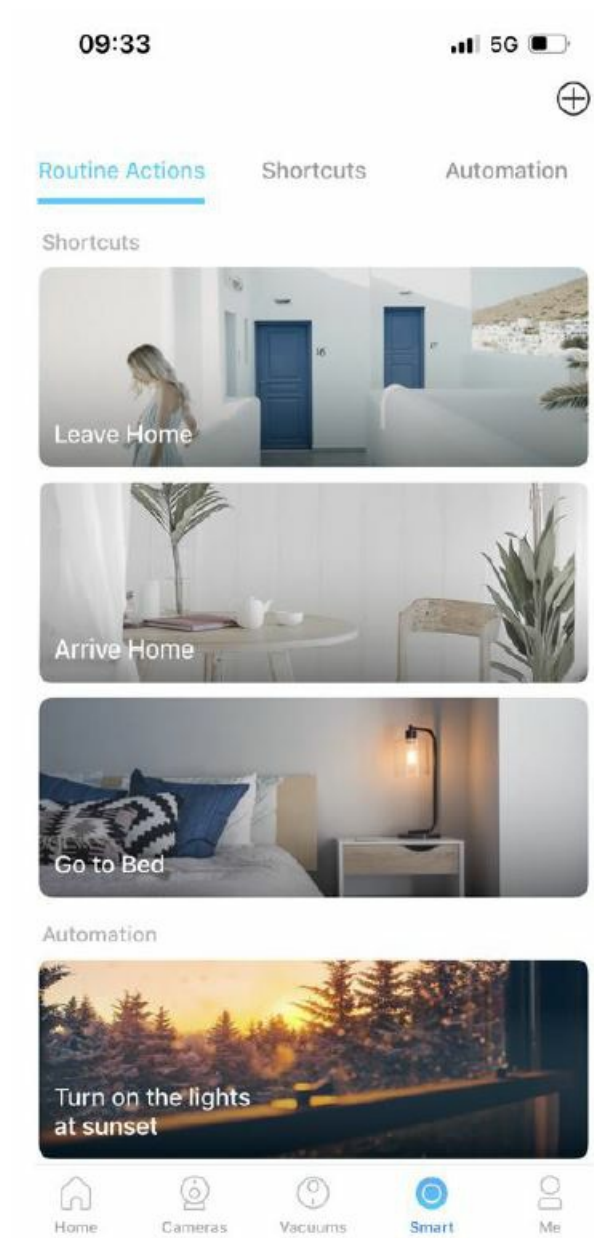 09:33
5G
Routine Actions
Shortcuts
Automation
Shortcuts
16
Leave Home
Arrive Home
Go to Bed
Automation
Turn on the lights
at sunset
Home
Cameras
Vacuums
Smart
Me